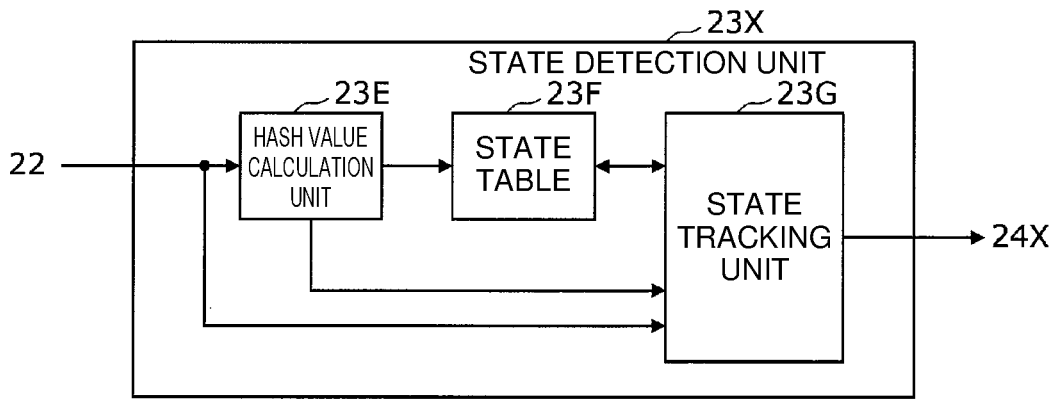 23X
STATE DETECTION UNIT
23E
23F
23G
HASH VALUE
CALCULATION
UNIT
STATE
TABLE
22
STATE
TRACKING
UNIT
24X